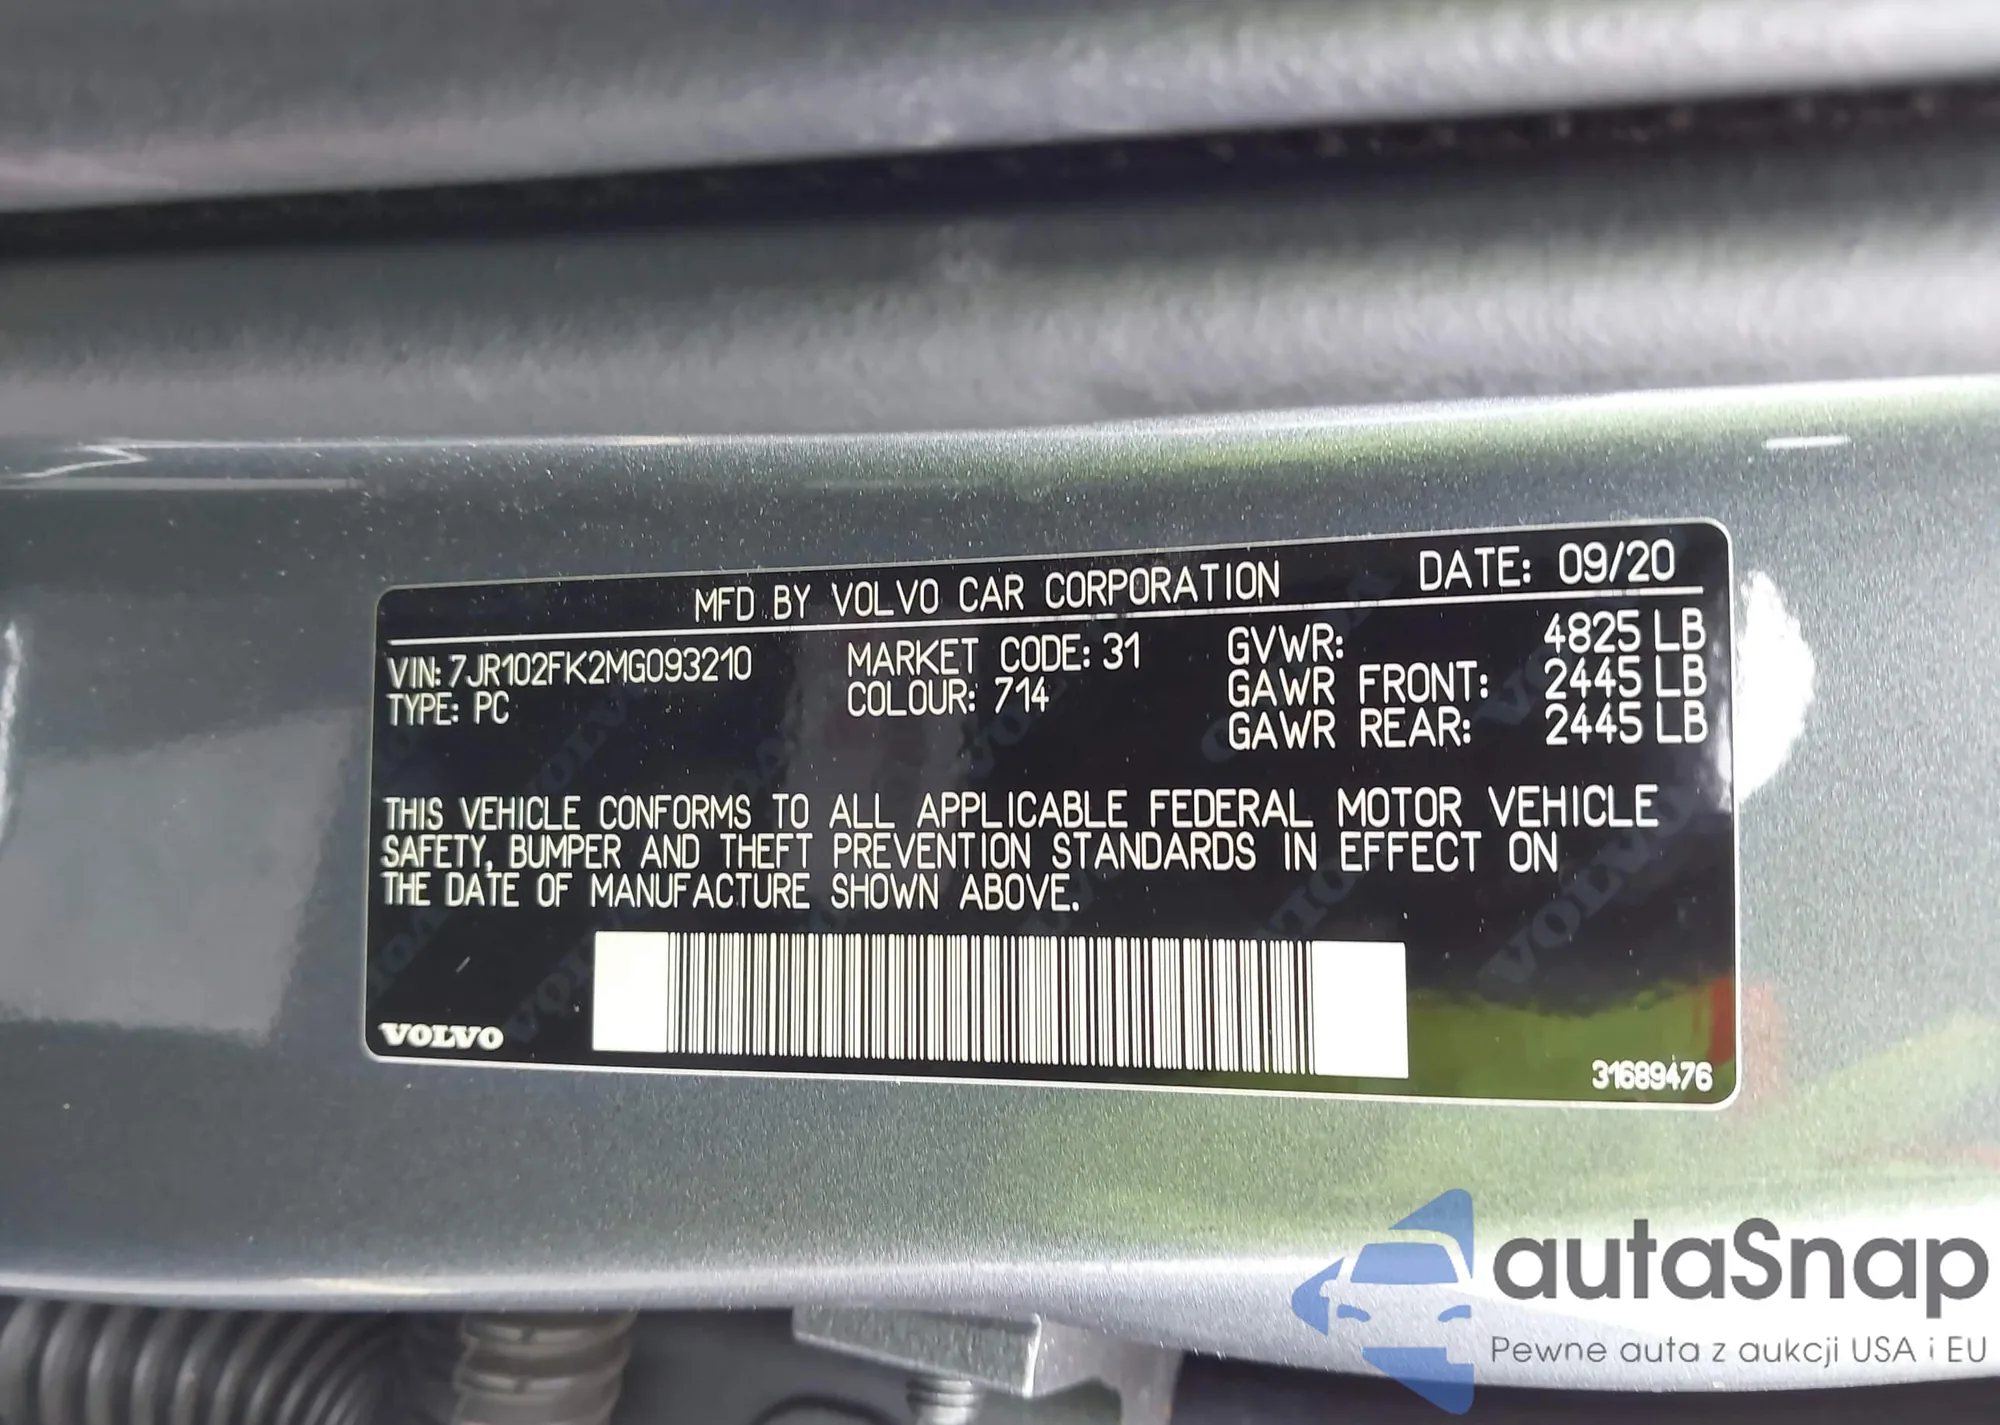 MFD BY VOLVO CAR CORPORATION DATE: 09/20
VIN: 7JR102FK2MG093210 MARKET CODE: 31 GVWR: 4825 LB
TYPE: PC COLOUR: 714 GAWR FRONT: 2445 LB
GAWR REAR: 2445 LB
THIS VEHICLE CONFORMS TO ALL APPLICABLE FEDERAL MOTOR VEHICLE
SAFETY, BUMPER AND THEFT PREVENTION STANDARDS IN EFFECT ON
THE DATE OF MANUFACTURE SHOWN ABOVE.
VOLVO
31689476
autaSnap
Pewne auta z aukcji USA i EU